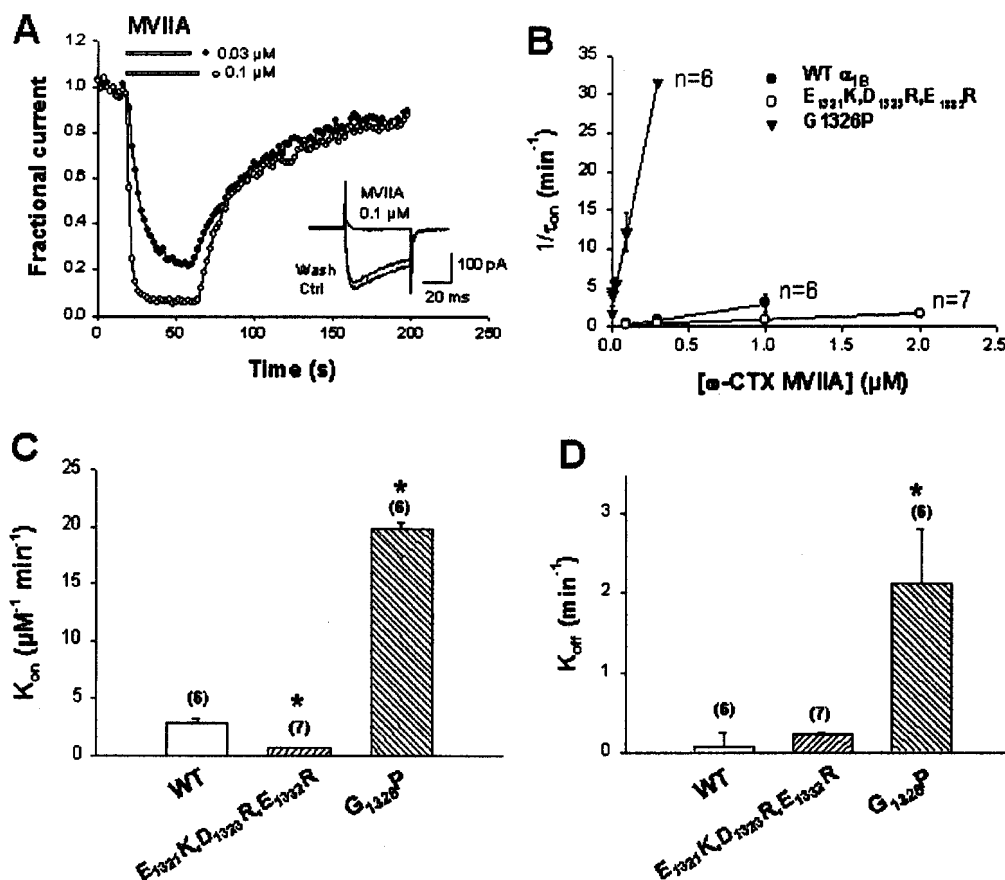 A
MVIIA
0.03 µM
0.1 µM
1.2
1.0
0.8
0.6
0.4
0.2
0.0
Fractional current
0 50 100 150 200 250
Time (s)
MVIIA
0.1 µM
Wash
Ctrl
100 pA
20 ms
B
WT α1B
E1321K,D1323R,E1332R
G1326P
n=6
n=6
n=7
35
30
25
20
15
10
5
0
1/τon (min-1)
0.0 0.5 1.0 1.5 2.0 2.5
[ω-CTX MVIIA] (µM)
C
25
20
15
10
5
0
Kon (µM-1 min-1)
(6)
*
(7)
*
(6)
WT
E1321K,D1323R,E1332R
G1326P
D
3
2
1
0
Koff (min-1)
(6)
(7)
*
(6)
WT
E1321K,D1323R,E1332R
G1326P